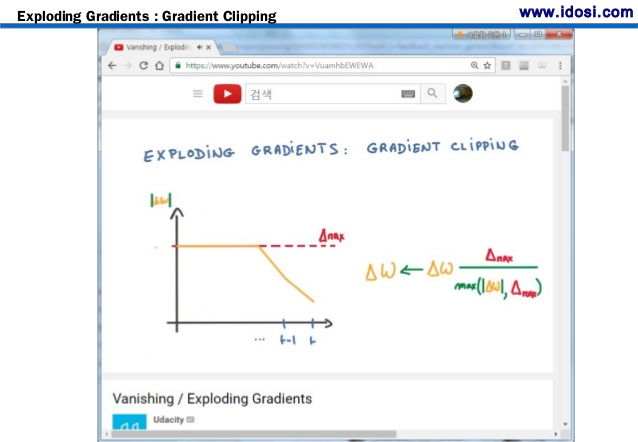 Exploding Gradients : Gradient Clipping
www.idosi.com
Vanishing / Explodin
https://www.youtube.com/watch?v=VuamhbEWEWA
검색
EXPLODING GRADIENTS: GRADIENT CLIPPING
|ΔW|
Δmax
ΔW ← ΔW Δmax
max(|ΔW|, Δmax)
... t-1 t
Vanishing / Exploding Gradients
Udacity